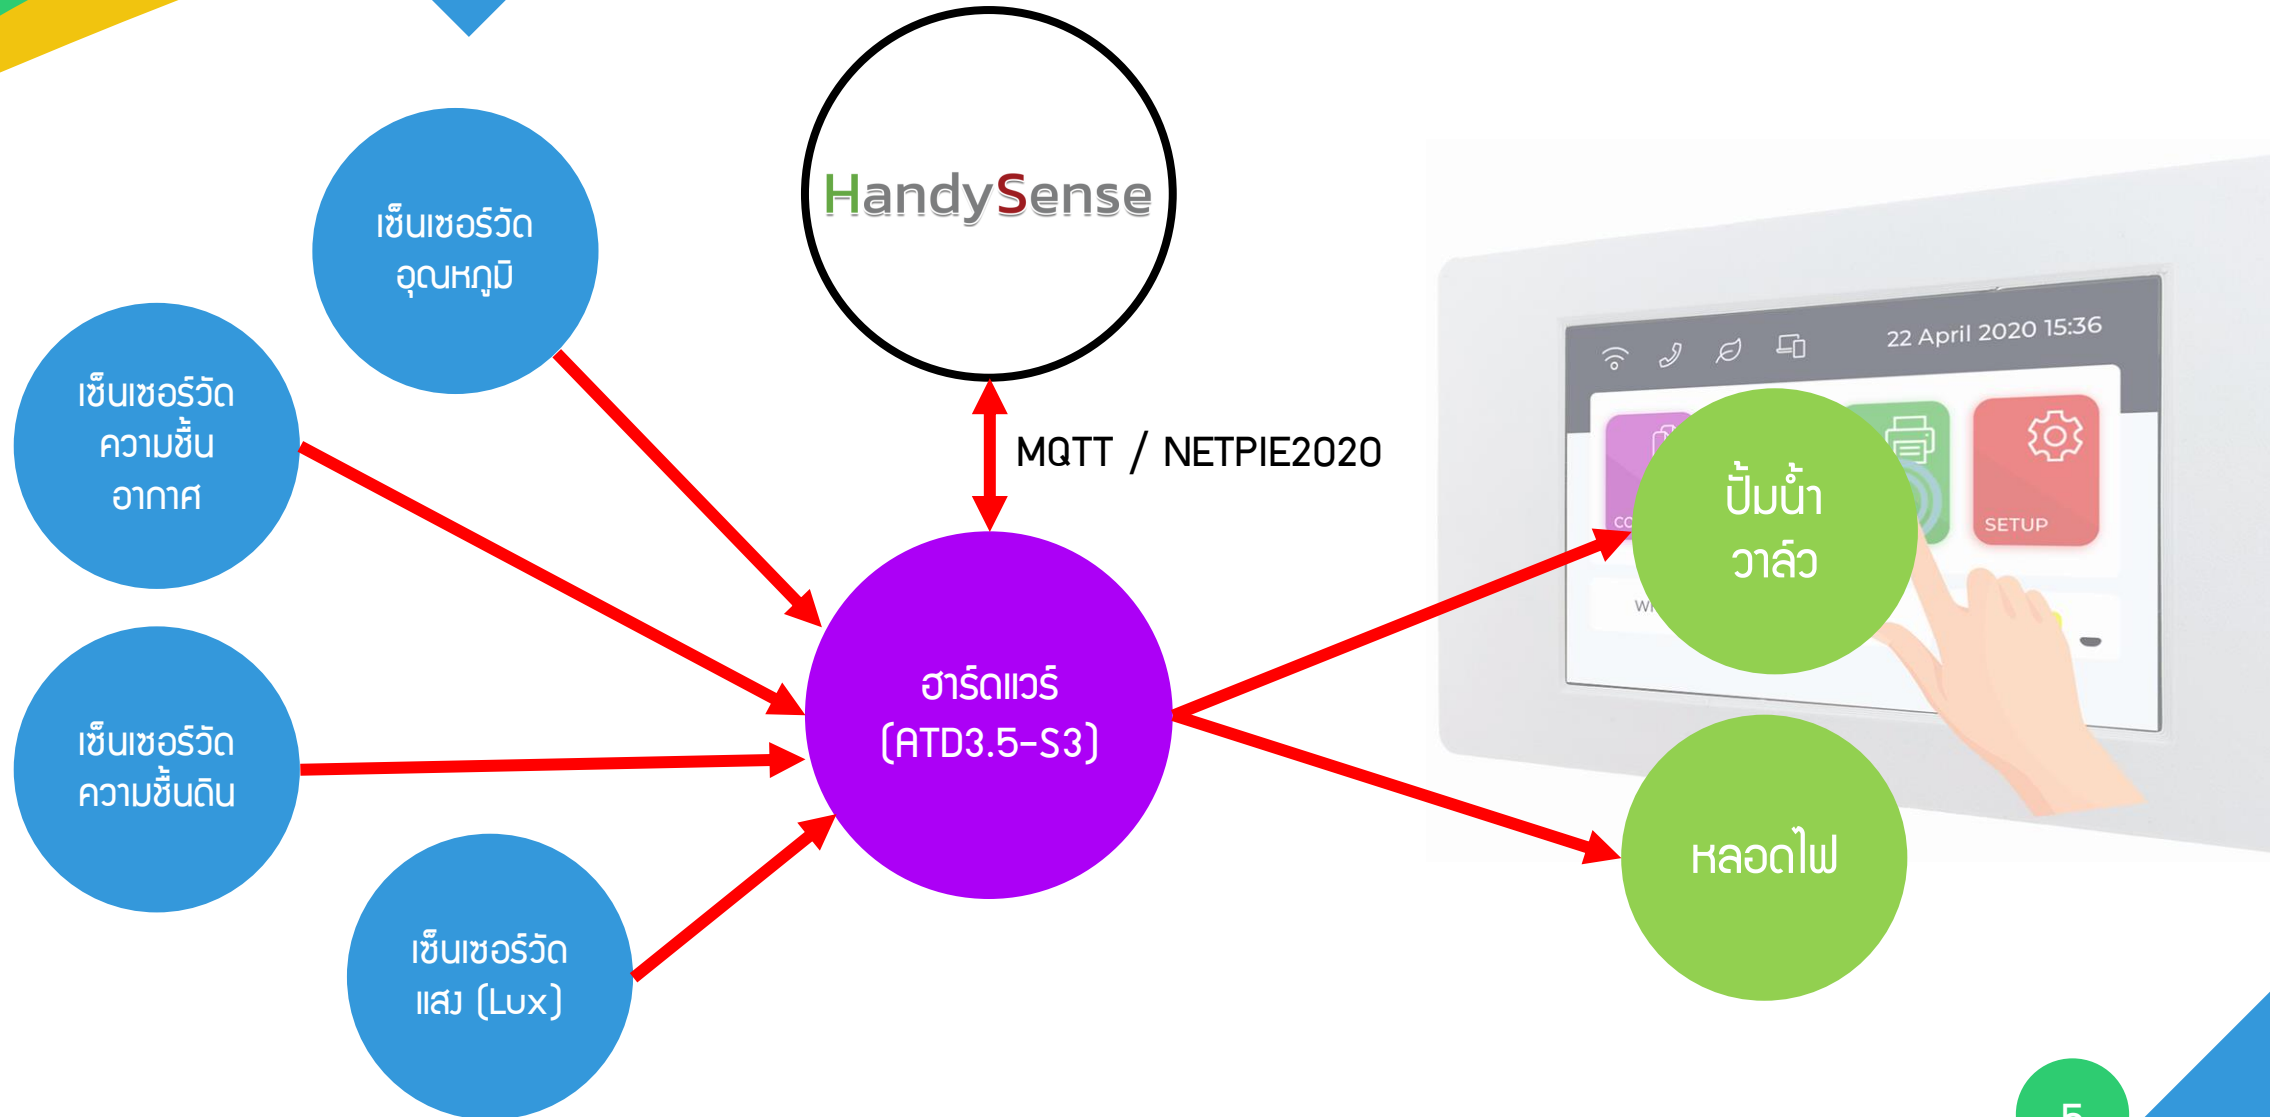 HandySense
เซ็นเซอร์วัด
อุณหภูมิ
เซ็นเซอร์วัด
ความชื้น
อากาศ
MQTT / NETPIE2020
22 April 2020 15:36
SETUP
ปั้มน้ำ
วาล์ว
ฮาร์ดแวร์
(ATD3.5-S3)
เซ็นเซอร์วัด
ความชื้นดิน
หลอดไฟ
เซ็นเซอร์วัด
แสง (Lux)
5